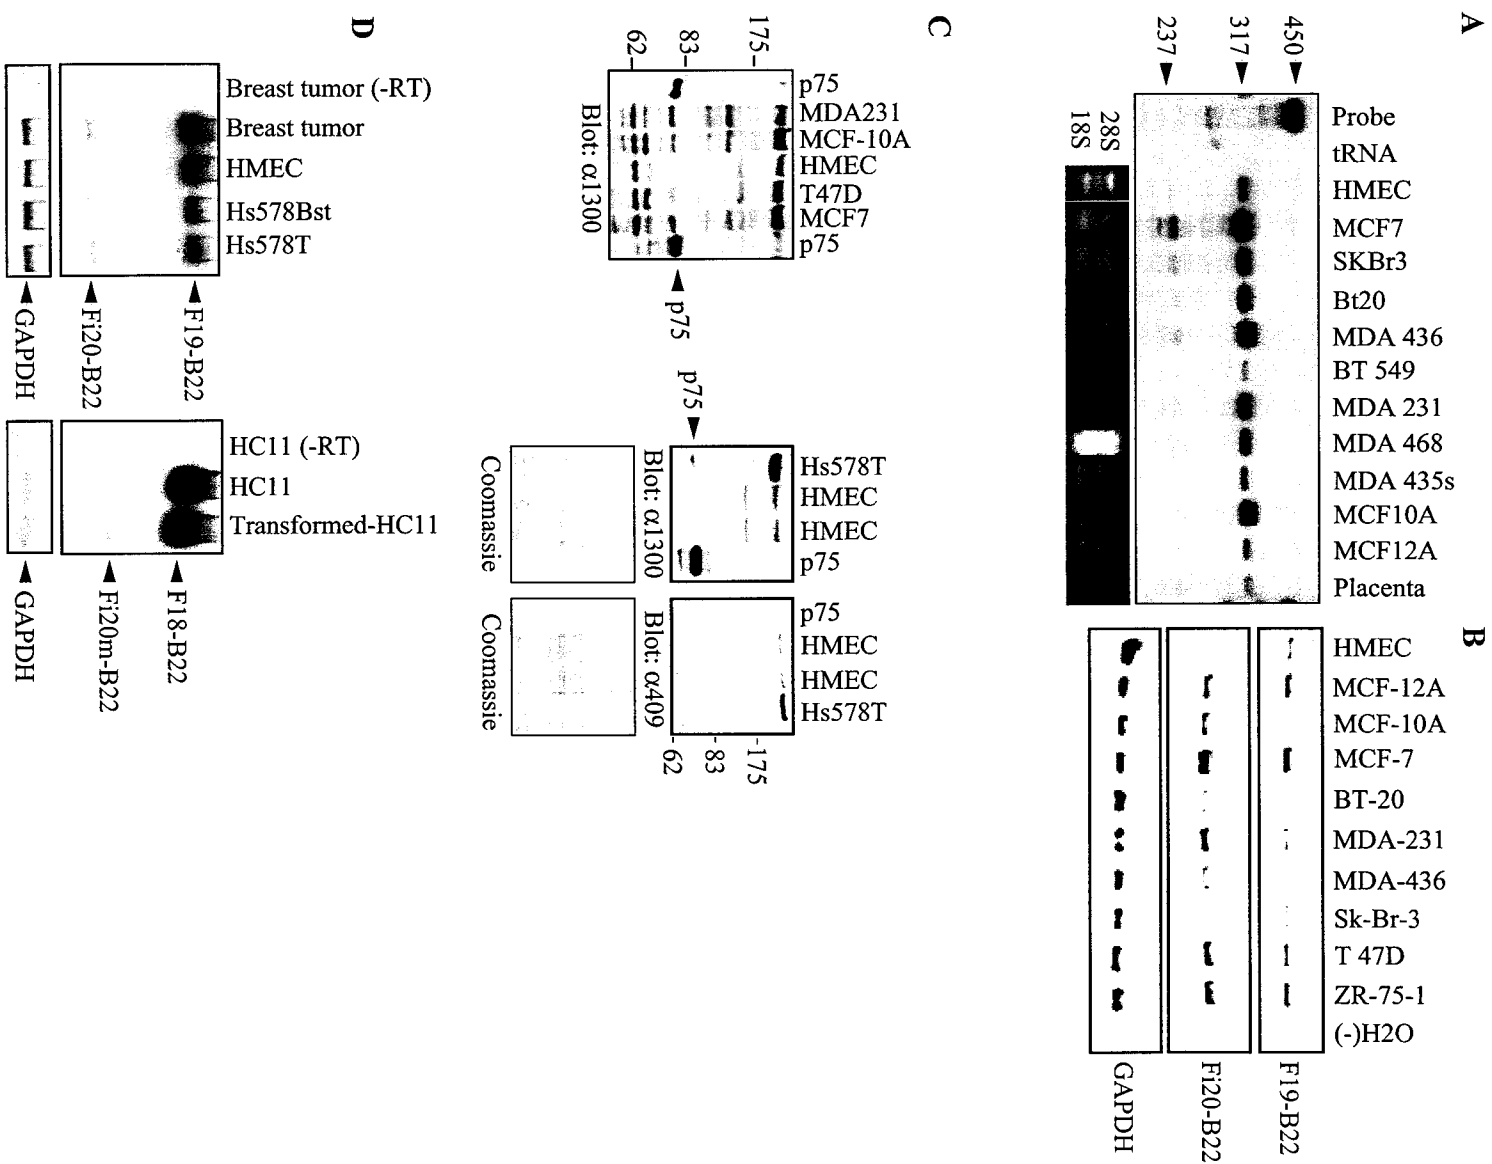 A
450
317
237
Probe
tRNA
HMEC
MCF7
SKBr3
Bt20
MDA 436
BT 549
MDA 231
MDA 468
MDA 435s
MCF10A
MCF12A
Placenta
28S
18S
B
HMEC
MCF-12A
MCF-10A
MCF-7
BT-20
MDA-231
MDA-436
Sk-Br-3
T 47D
ZR-75-1
(-)H2O
F19-B22
Fi20-B22
GAPDH
C
175
83
62
p75
MDA231
MCF-10A
HMEC
T47D
MCF7
p75
p75
Blot: α1300
p75
Hs578T
HMEC
HMEC
p75
Blot: α1300
Coomassie
p75
HMEC
HMEC
Hs578T
175
83
62
Blot: α409
Coomassie
D
Breast tumor (-RT)
Breast tumor
HMEC
Hs578Bst
Hs578T
F19-B22
Fi20-B22
GAPDH
HC11 (-RT)
HC11
Transformed-HC11
F18-B22
Fi20m-B22
GAPDH